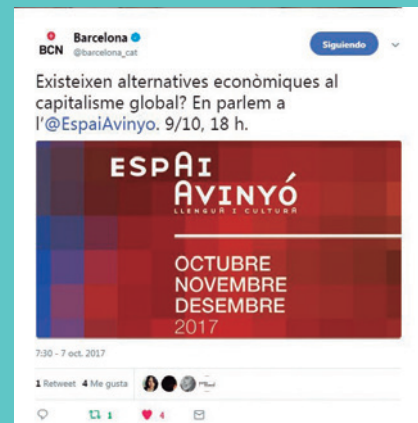 BCN
Barcelona
@barcelona_cat
Siguiendo
Existeixen alternatives econòmiques al
capitalisme global? En parlem a
l'@EspaiAvinyo. 9/10, 18 h.
ESPAI
AVINYÓ
LLENGUA I CULTURA
OCTUBRE
NOVEMBRE
DESEMBRE
2017
7:30 - 7 oct. 2017
1 Retweet 4 Me gusta
1 4